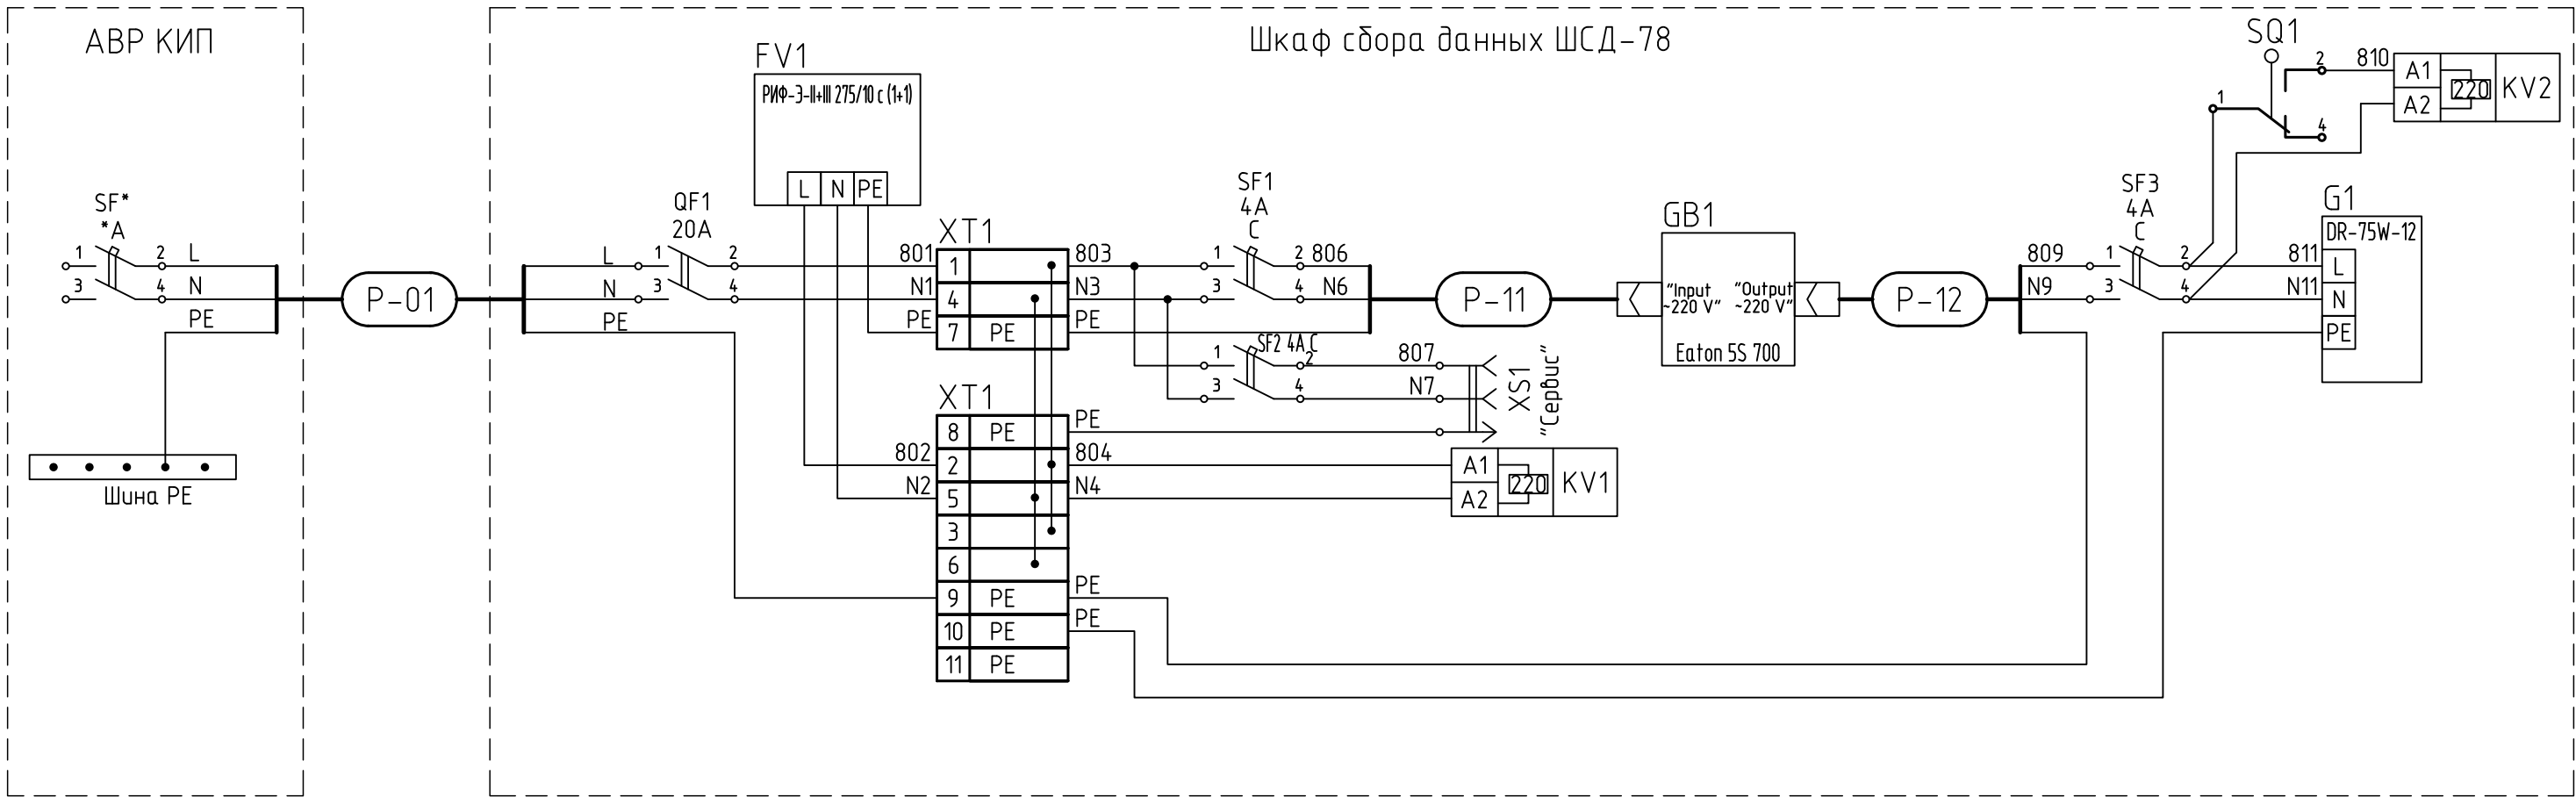 АВР КИП
SF*
*А
1
2
L
3
4
N
PE
Шина PE
P-01
Шкаф сбора данных ШСД-78
FV1
РИФ-Э-II+III 275/10 с (1+1)
L
N
PE
QF1
20A
L
1
2
801
N
3
4
N1
PE
PE
802
N2
XT1
1
4
7 PE
XT1
8 PE
2
5
3
6
9 PE
10 PE
11 PE
803
N3
PE
PE
804
N4
PE
PE
SF1
4A
C
1
2
806
3
4
N6
SF2 4A C
1
2
807
3
4
N7
XS1
"Сервис"
A1
A2
220
KV1
P-11
GB1
"Input
~220 V"
"Output
~220 V"
Eaton 5S 700
P-12
809
N9
SF3
4A
C
1
2
811
3
4
N11
SQ1
1
2
4
810
A1
A2
220
KV2
G1
DR-75W-12
L
N
PE